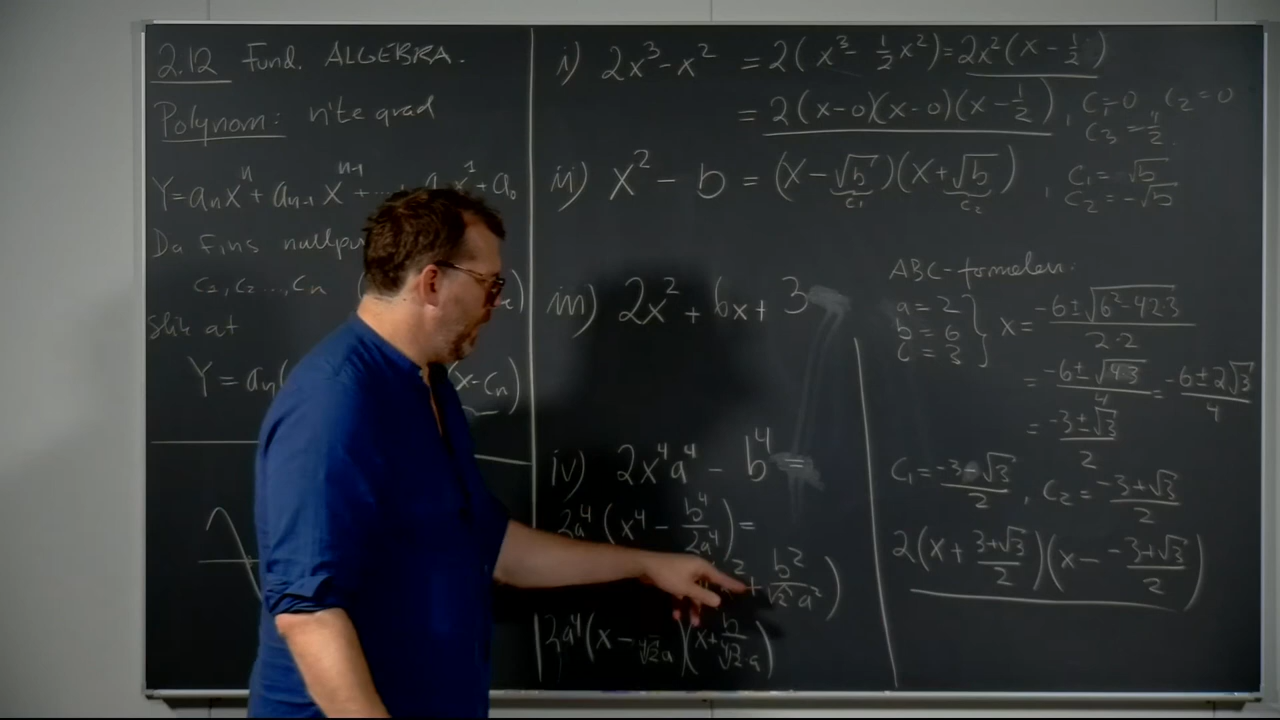 2.12 Fund. ALGEBRA.
Polynom: n'te grad
Y=aₙxⁿ+aₙ₋₁xⁿ⁻¹+... x¹+a₀
Da fins
c₁,c₂...,cₙ
Slik at
Y=aₙ( (x-cₙ)
i) 2x³-x² = 2(x³-½x²)=2x²(x-½)
= 2(x-0)(x-0)(x-½), c₁=0, c₂=0
c₃=½
ii) x²-b = (x-√b)(x+√b), c₁=√b
c₁ c₂ c₂=-√b
iii) 2x²+6x+3
iv) 2x⁴a⁴-b⁴=
2a⁴(x⁴-b⁴/2a⁴)=
+b²/√2·a²)
2a⁴(x- ⁴√2a)(x+b/⁴√2·a)
ABC-formelen:
a=2
b=6 } x=-6±√6²-4·2·3/2·2
c=3
=-6±√4·3/4=-6±2√3/4
=-3±√3/2
c₁=-3-√3/2, c₂=-3+√3/2
2(x+3+√3/2)(x--3+√3/2)